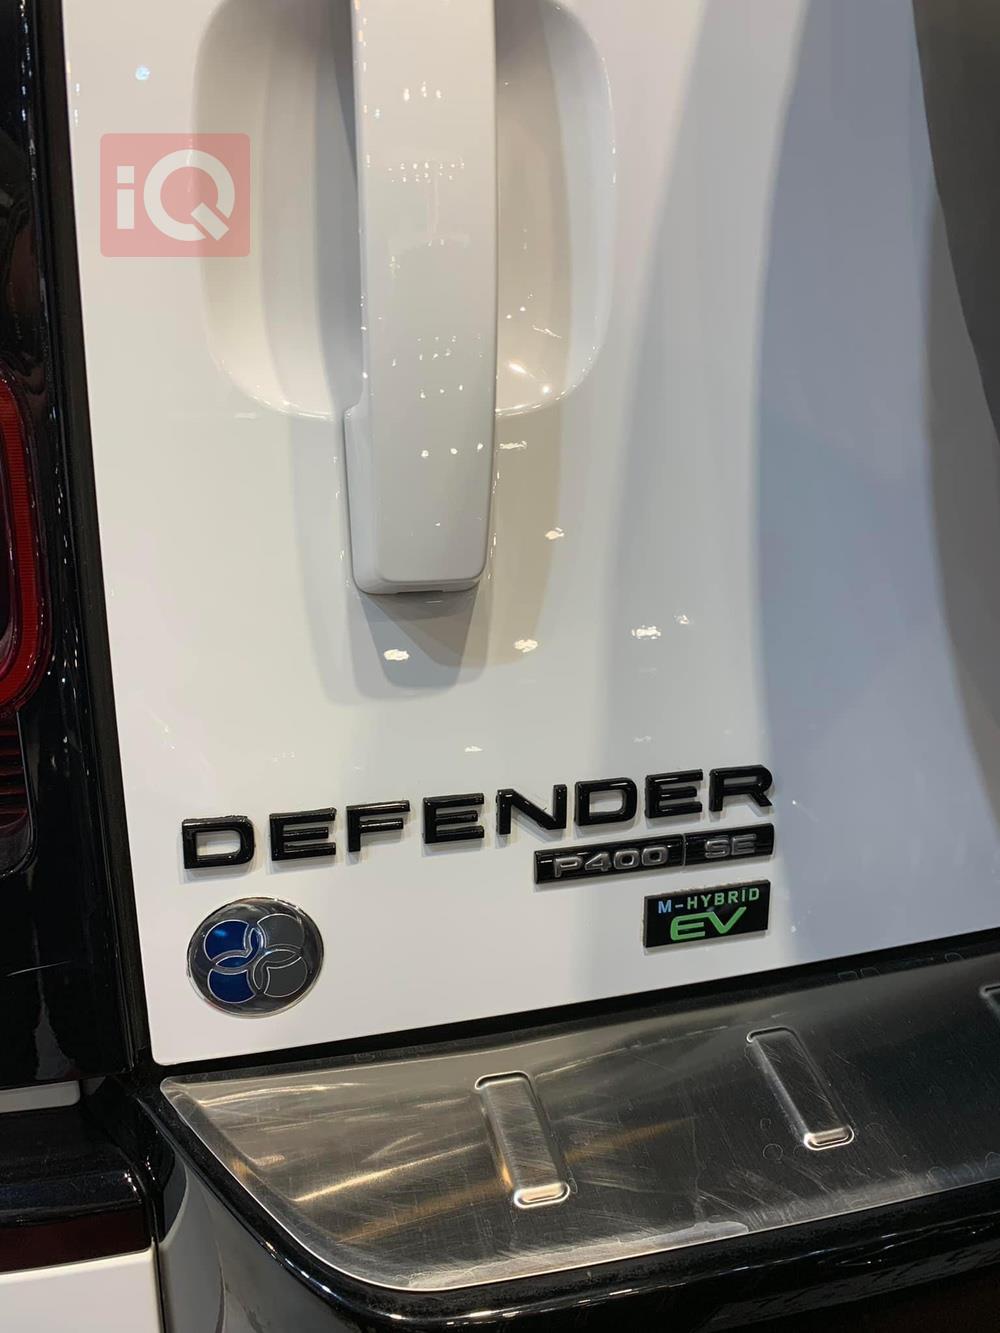 iQ
DEFENDER
P400 SE
M-HYBRID
EV